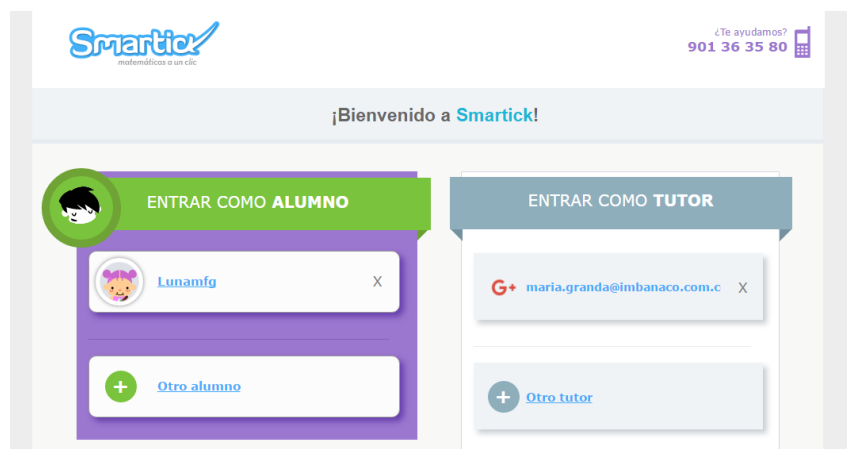 Smartick
matemáticas a un clic
¿Te ayudamos?
901 36 35 80
¡Bienvenido a Smartick!
ENTRAR COMO ALUMNO
Lunamfg X
Otro alumno
ENTRAR COMO TUTOR
G+ maria.granda@imbanaco.com.c X
Otro tutor